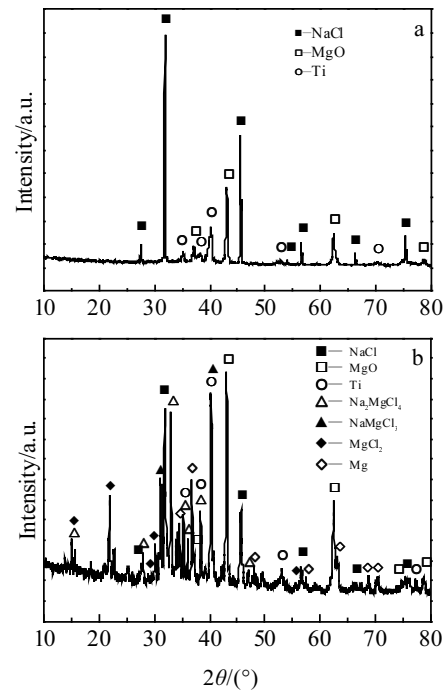 a
■—NaCl
□—MgO
○—Ti
Intensity/a.u.
10 20 30 40 50 60 70 80
b
NaCl
MgO
Ti
Na₂MgCl₄
NaMgCl₃
MgCl₂
Mg
Intensity/a.u.
10 20 30 40 50 60 70 80
2θ/(°)